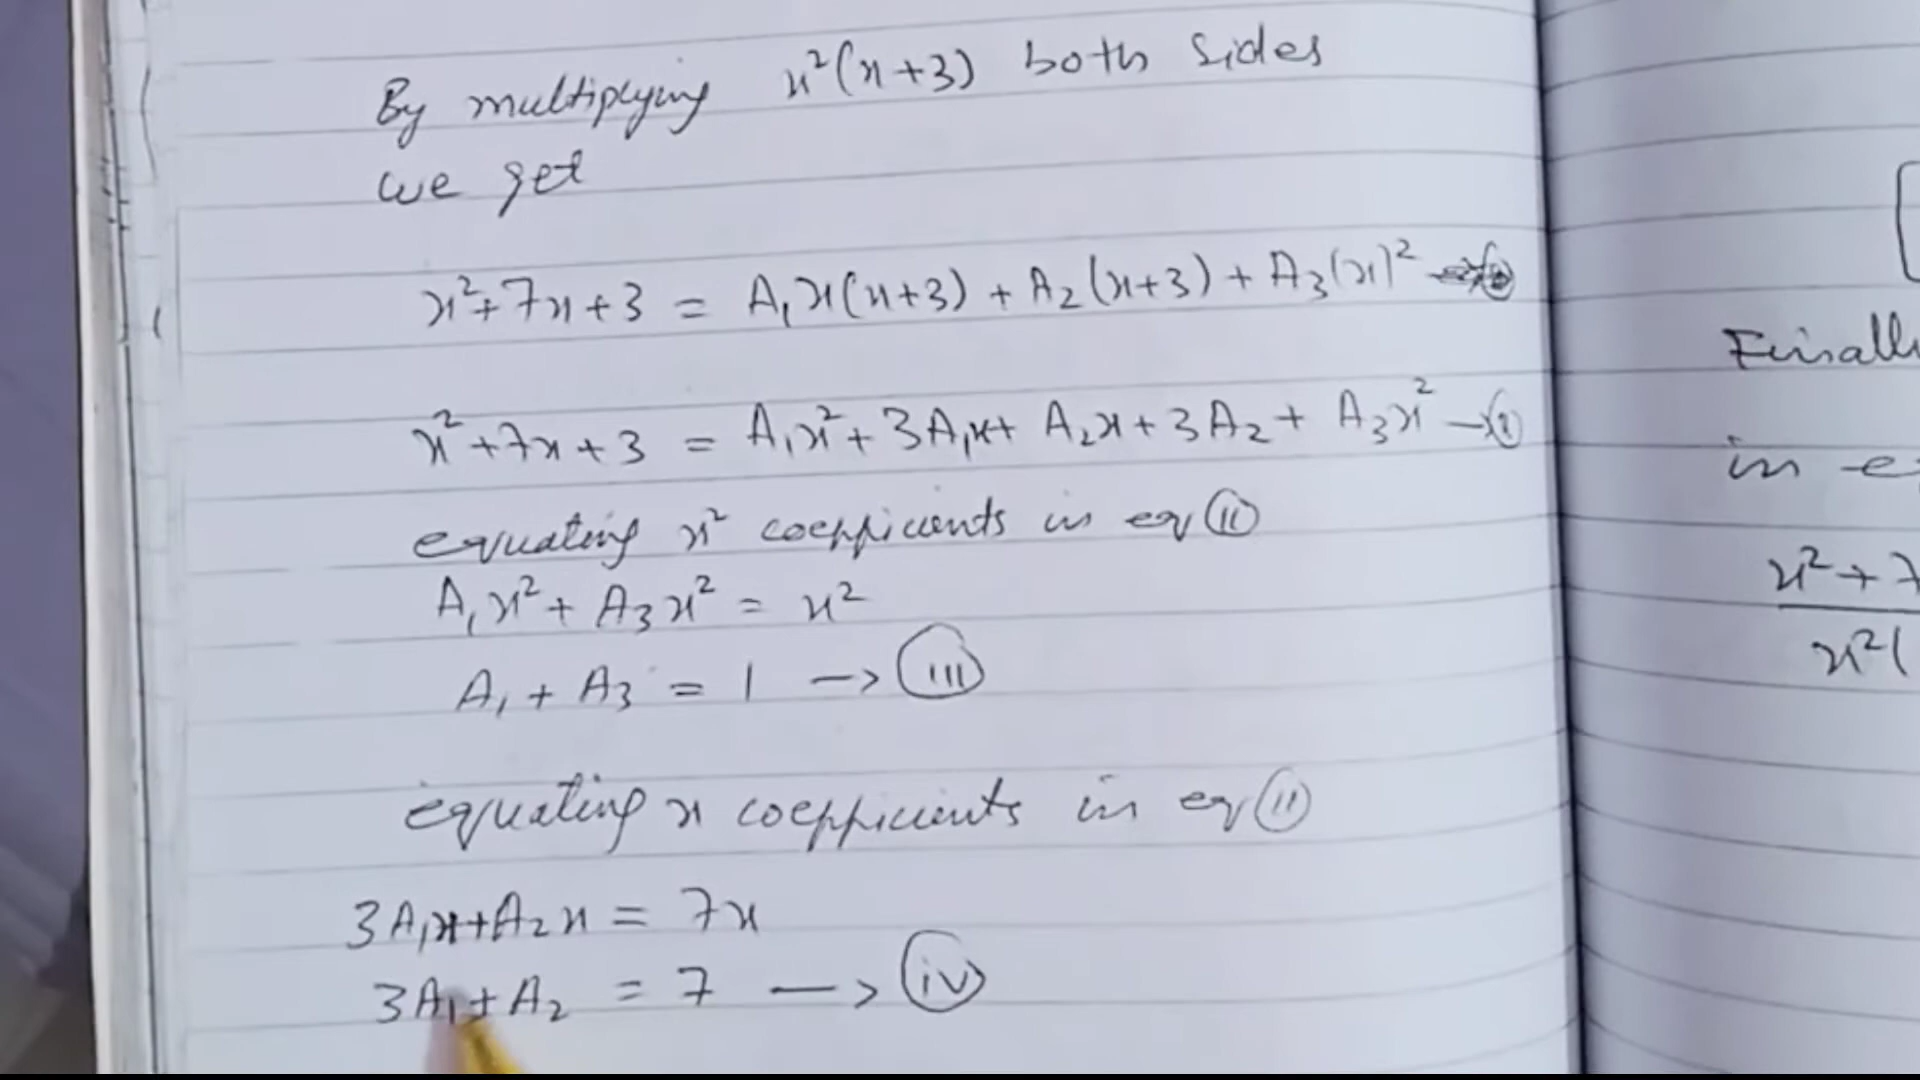 By multiplying x²(x+3) both sides
we get
x²+7x+3 = A₁x(x+3) + A₂(x+3) + A₃(x)²
x²+7x+3 = A₁x²+3A₁x+ A₂x+3A₂+ A₃x² →
equating x² coefficients in eq (ii)
A₁x²+ A₃x² = x²
A₁ + A₃ = 1 → (iii)
equating x coefficients in eq (ii)
3A₁x+A₂x = 7x
3A₁+A₂ = 7 → (iv)
in
x²+7
x²(